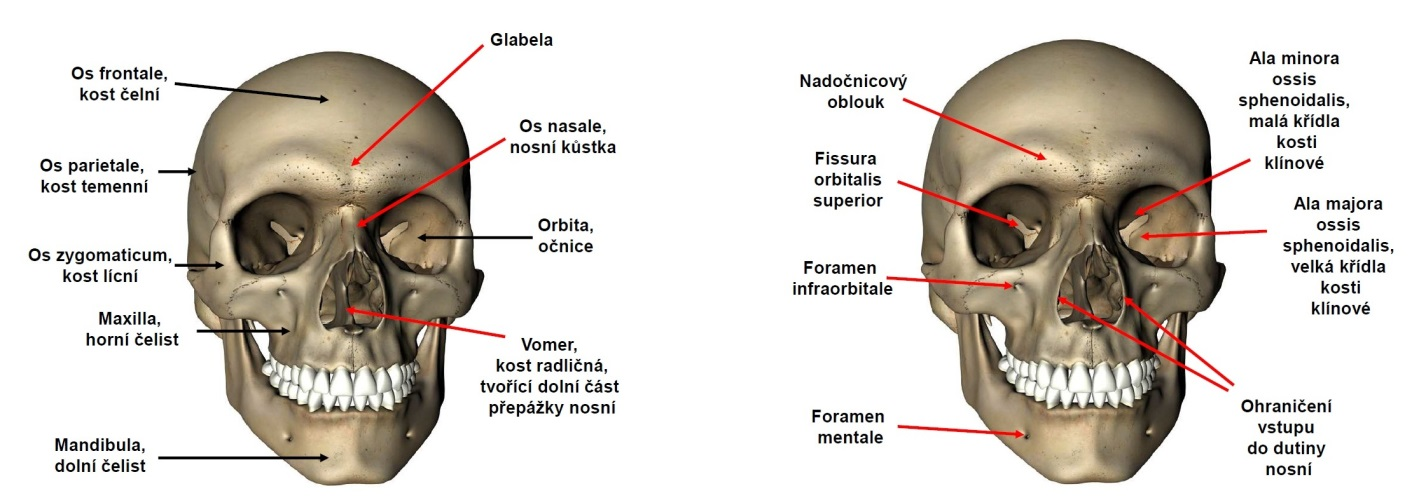 Glabela
Os frontale,
kost čelní
Os nasale,
nosní kůstka
Os parietale,
kost temenní
Orbita,
očnice
Os zygomaticum,
kost lícní
Maxilla,
horní čelist
Vomer,
kost radličná,
tvořící dolní část
přepážky nosní
Mandibula,
dolní čelist
Nadočnicový
oblouk
Ala minora
ossis
sphenoidalis,
malá křídla
kosti
klínové
Fissura
orbitalis
superior
Ala majora
ossis
sphenoidalis,
velká křídla
kosti
klínové
Foramen
infraorbitale
Foramen
mentale
Ohraničení
vstupu
do dutiny
nosní